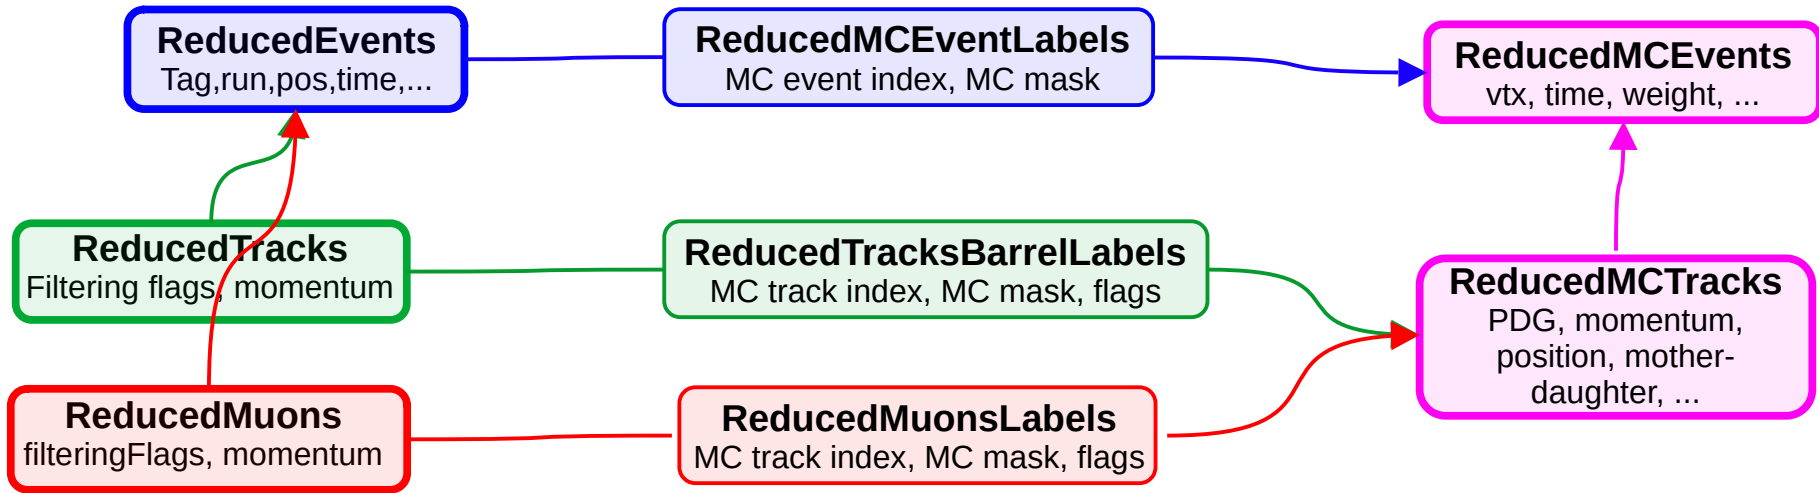 ReducedEvents
Tag,run,pos,time,...
ReducedMCEventLabels
MC event index, MC mask
ReducedMCEvents
vtx, time, weight, ...
ReducedTracks
Filtering flags, momentum
ReducedTracksBarrelLabels
MC track index, MC mask, flags
ReducedMCTracks
PDG, momentum,
position, mother-
daughter, ...
ReducedMuons
filteringFlags, momentum
ReducedMuonsLabels
MC track index, MC mask, flags